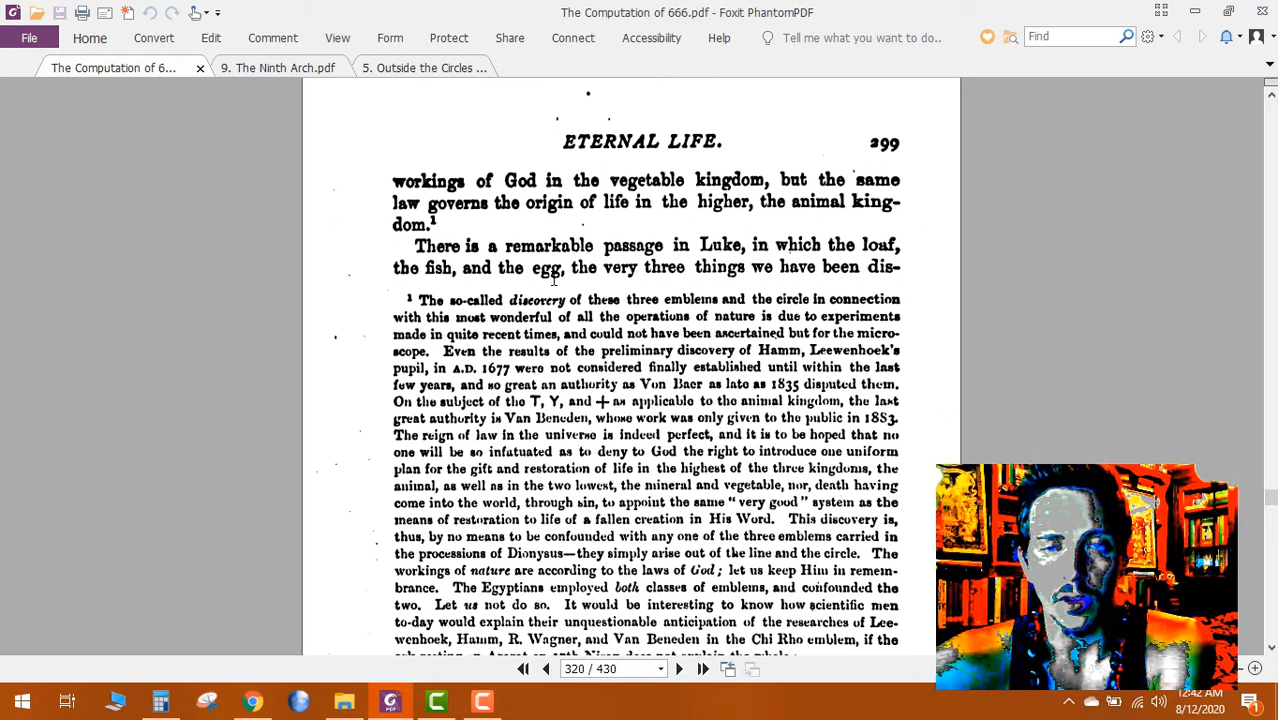 The Computation of 666.pdf - Foxit PhantomPDF
File Home Convert Edit Comment View Form Protect Share Connect Accessibility Help Tell me what you want to do.. Find
The Computation of 6... 9. The Ninth Arch.pdf 5. Outside the Circles ...
ETERNAL LIFE. 299
workings of God in the vegetable kingdom, but the same
law governs the origin of life in the higher, the animal king-
dom.¹
There is a remarkable passage in Luke, in which the loaf,
the fish, and the egg, the very three things we have been dis-
¹ The so-called discovery of these three emblems and the circle in connection
with this most wonderful of all the operations of nature is due to experiments
made in quite recent times, and could not have been ascertained but for the micro-
scope. Even the results of the preliminary discovery of Hamm, Leewenhoek's
pupil, in A.D. 1677 were not considered finally established until within the last
few years, and so great an authority as Von Baer as late as 1835 disputed them.
On the subject of the T, Y, and + as applicable to the animal kingdom, the last
great authority is Van Beneden, whose work was only given to the public in 1883.
The reign of law in the universe is indeed perfect, and it is to be hoped that no
one will be so infatuated as to deny to God the right to introduce one uniform
plan for the gift and restoration of life in the highest of the three kingdoms, the
animal, as well as in the two lowest, the mineral and vegetable, nor, death having
come into the world, through sin, to appoint the same "very good" system as the
means of restoration to life of a fallen creation in His Word. This discovery is,
thus, by no means to be confounded with any one of the three emblems carried in
the processions of Dionysus—they simply arise out of the line and the circle. The
workings of nature are according to the laws of God; let us keep Him in remem-
brance. The Egyptians employed both classes of emblems, and confounded the
two. Let us not do so. It would be interesting to know how scientific men
to-day would explain their unquestionable anticipation of the researches of Lee-
wenhoek, Hamm, R. Wagner, and Van Beneden in the Chi Rho emblem, if the
320 / 430
12:42 AM
8/12/2020